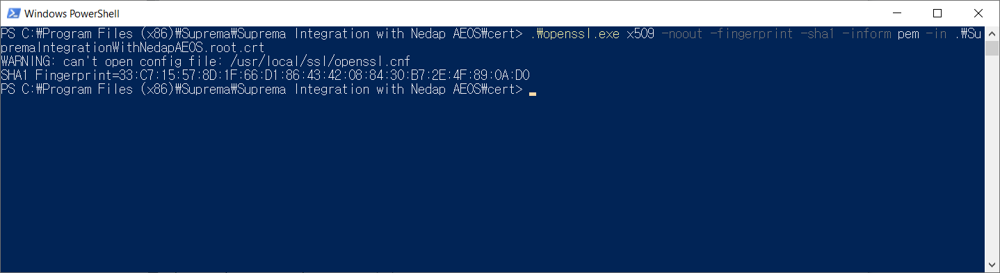 Windows PowerShell
PS C:₩Program Files (x86)₩Suprema₩Suprema Integration with Nedap AEOS₩cert> .₩openssl.exe x509 -noout -fingerprint -sha1 -inform pem -in .₩Su
premaIntegrationWithNedapAEOS.root.crt
WARNING: can't open config file: /usr/local/ssl/openssl.cnf
SHA1 Fingerprint=33:C7:15:57:8D:1F:66:D1:86:43:42:08:84:30:B7:2E:4F:89:0A:D0
PS C:₩Program Files (x86)₩Suprema₩Suprema Integration with Nedap AEOS₩cert>